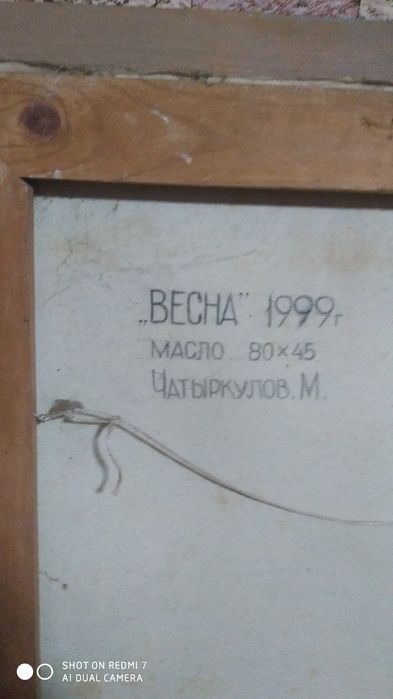 „ВЕСНА” 1999г
МАСЛО. 80×45
ЧАТЫРКУЛОВ. М.
SHOT ON REDMI 7
AI DUAL CAMERA